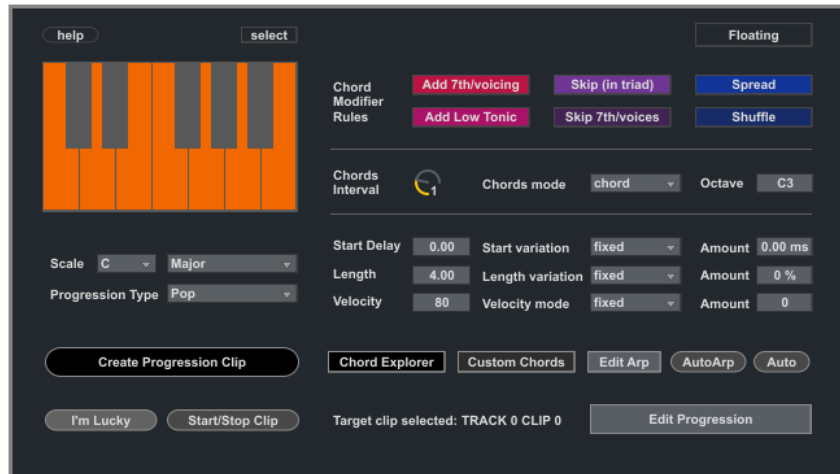 help
select
Floating
Chord
Modifier
Rules
Add 7th/voicing
Skip (in triad)
Spread
Add Low Tonic
Skip 7th/voices
Shuffle
Chords
Interval
1
Chords mode
chord
Octave
C3
Start Delay
0.00
Start variation
fixed
Amount
0.00 ms
Scale
C
Major
Length
4.00
Length variation
fixed
Amount
0 %
Progression Type
Pop
Velocity
80
Velocity mode
fixed
Amount
0
Create Progression Clip
Chord Explorer
Custom Chords
Edit Arp
AutoArp
Auto
I'm Lucky
Start/Stop Clip
Target clip selected: TRACK 0 CLIP 0
Edit Progression